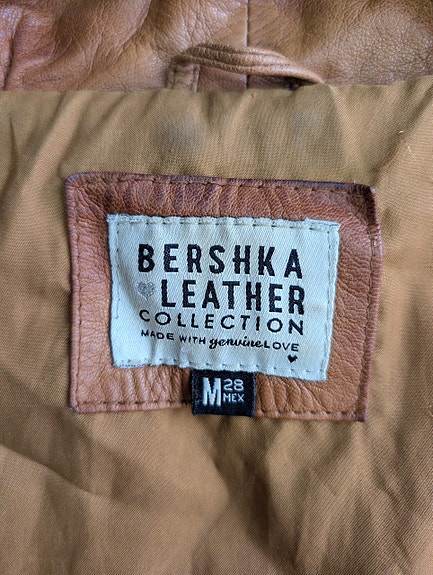 BERSHKA
LEATHER
COLLECTION
MADE WITH genuine LOVE
M 28
MEX